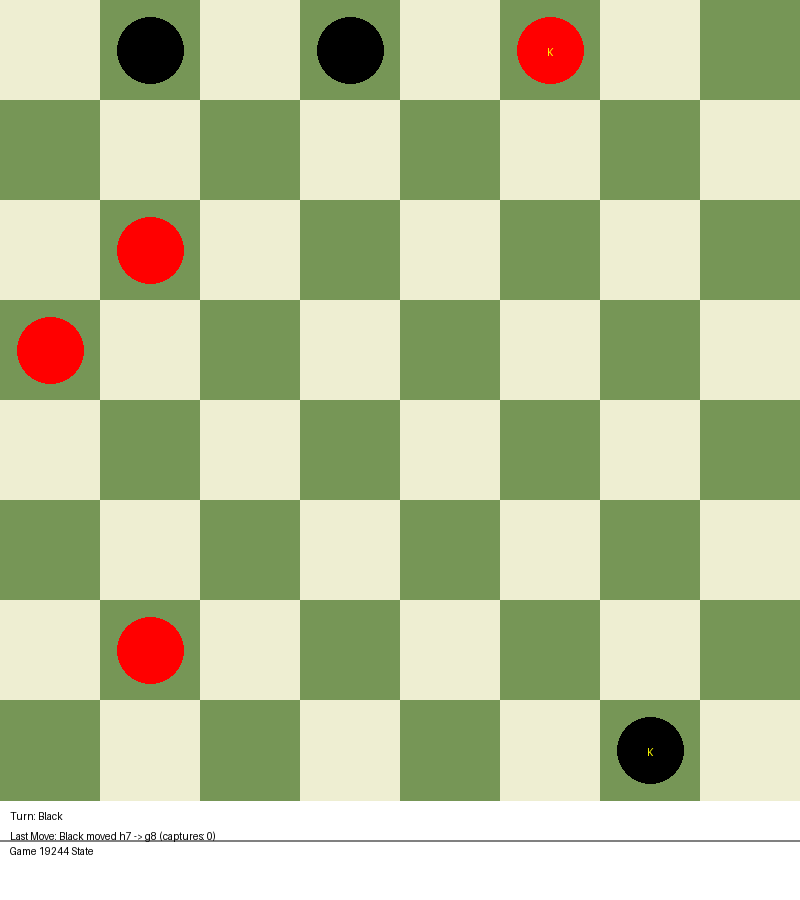 K
K
Turn: Black
Last Move: Black moved h7 -> g8 (captures: 0)
Game 19244 State